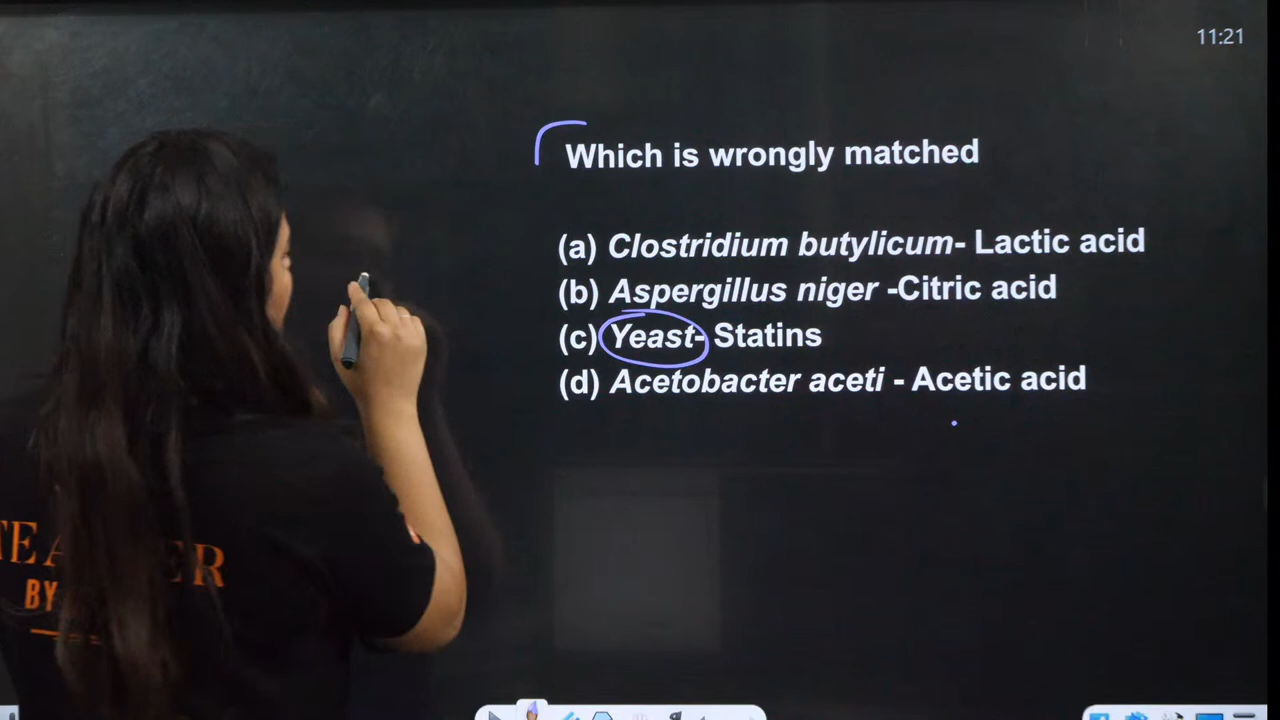 11:21
Which is wrongly matched
(a) Clostridium butylicum- Lactic acid
(b) Aspergillus niger -Citric acid
(c) Yeast- Statins
(d) Acetobacter aceti - Acetic acid
BY